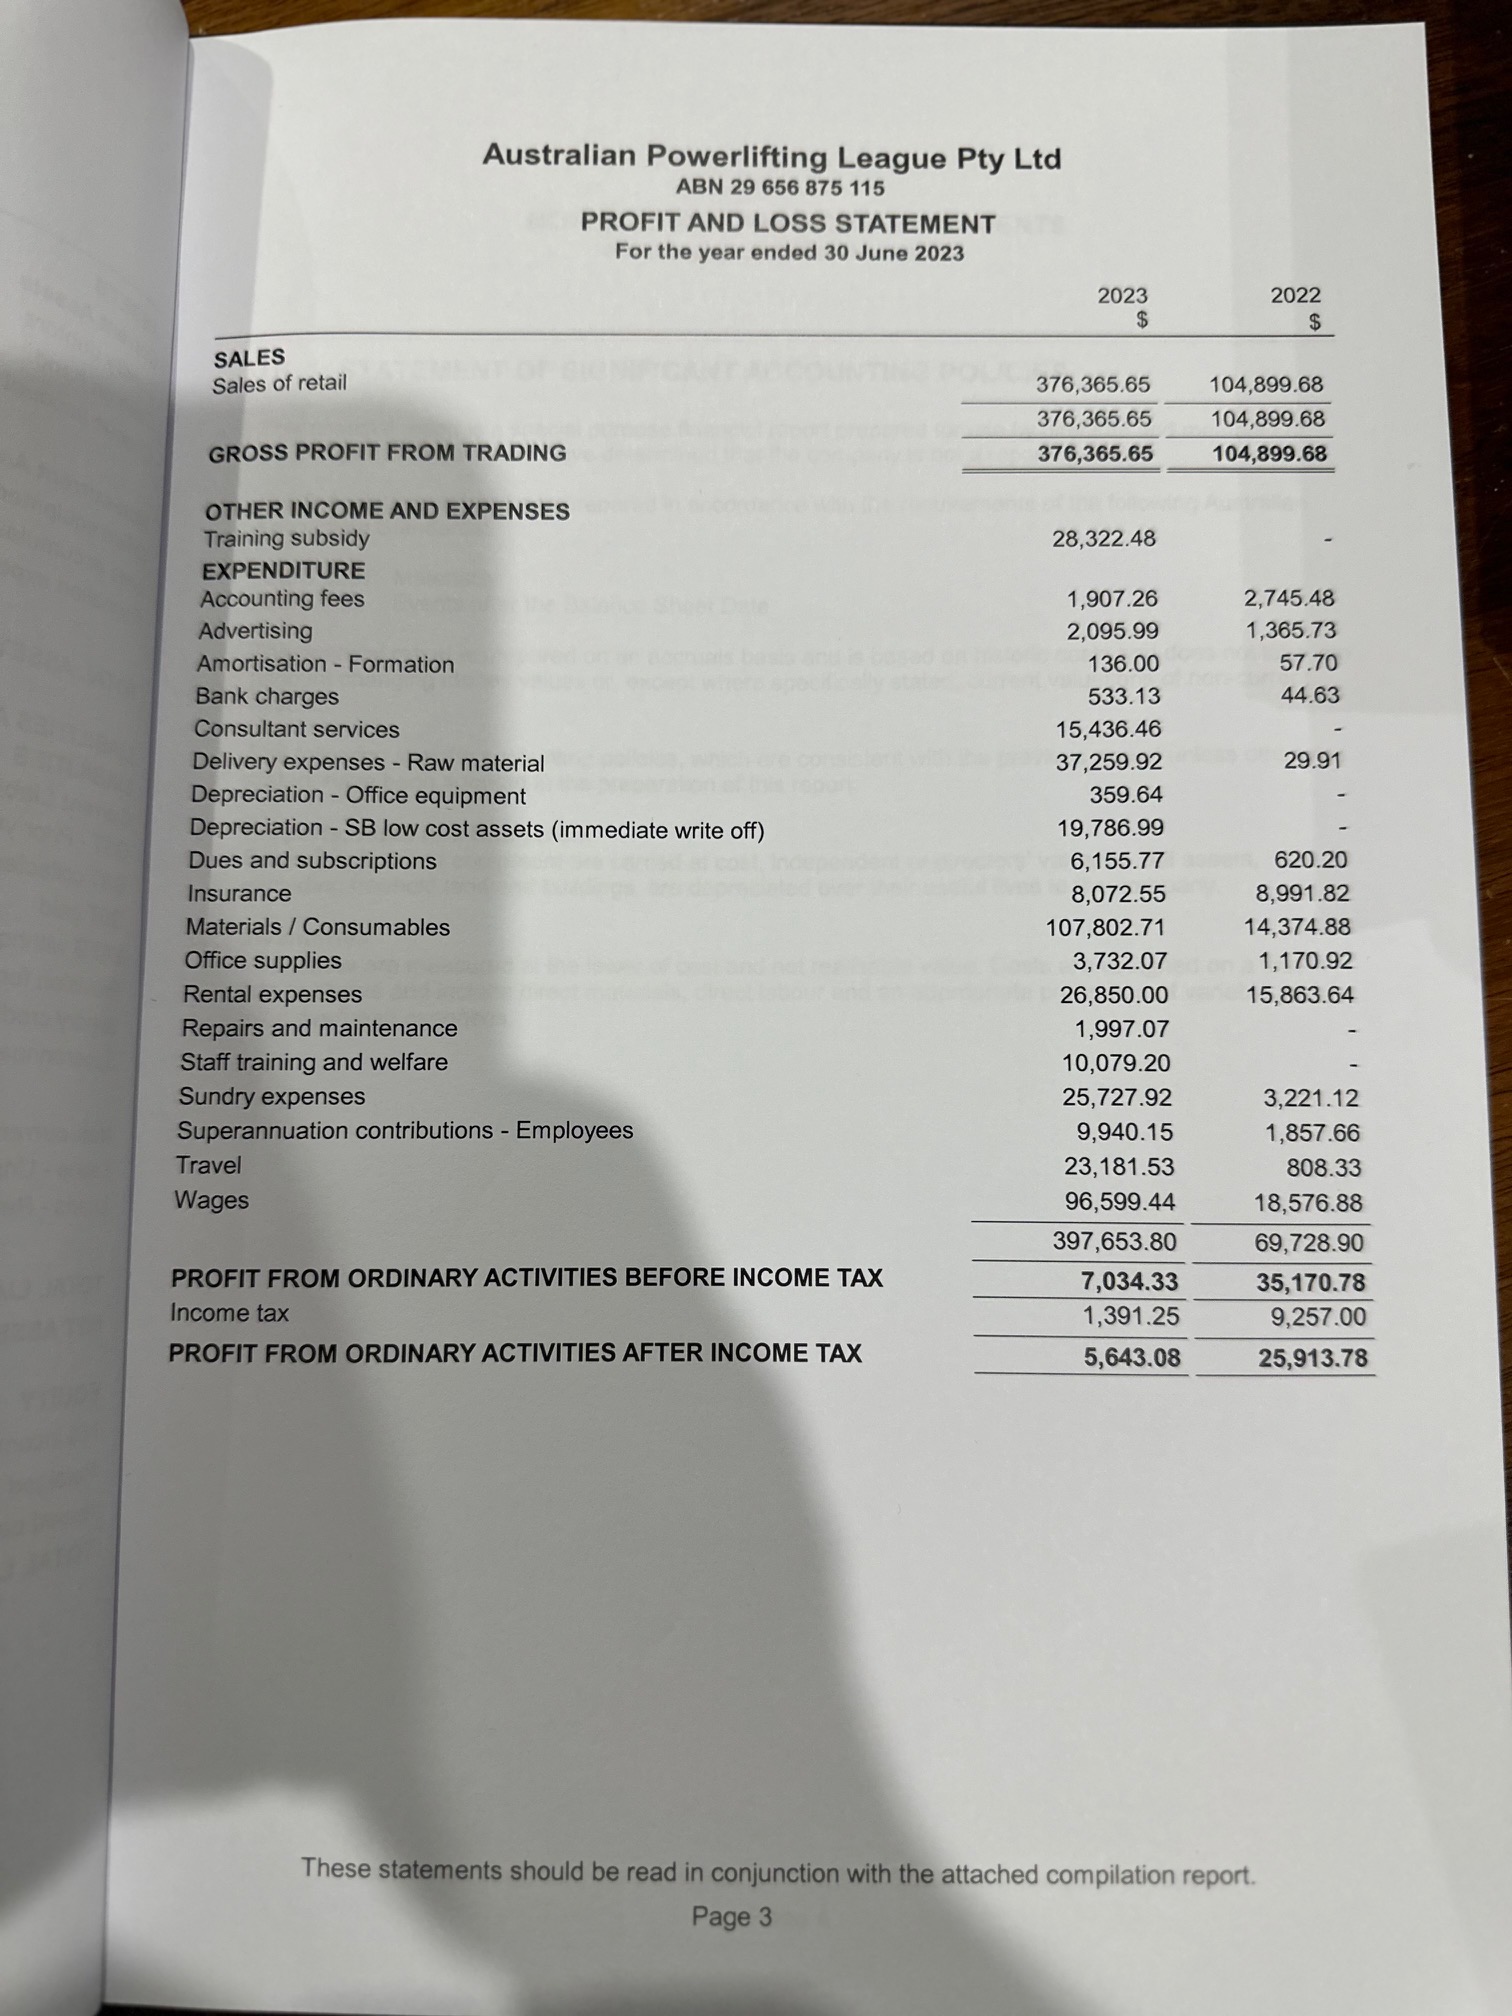 Australian Powerlifting League Pty Ltd
ABN 29 656 875 115
PROFIT AND LOSS STATEMENT
For the year ended 30 June 2023
2023 2022
$ $
SALES
Sales of retail 376,365.65 104,899.68
376,365.65 104,899.68
GROSS PROFIT FROM TRADING 376,365.65 104,899.68
OTHER INCOME AND EXPENSES
Training subsidy 28,322.48 -
EXPENDITURE
Accounting fees 1,907.26 2,745.48
Advertising 2,095.99 1,365.73
Amortisation - Formation 136.00 57.70
Bank charges 533.13 44.63
Consultant services 15,436.46 -
Delivery expenses - Raw material 37,259.92 29.91
Depreciation - Office equipment 359.64 -
Depreciation - SB low cost assets (immediate write off) 19,786.99 -
Dues and subscriptions 6,155.77 620.20
Insurance 8,072.55 8,991.82
Materials / Consumables 107,802.71 14,374.88
Office supplies 3,732.07 1,170.92
Rental expenses 26,850.00 15,863.64
Repairs and maintenance 1,997.07 -
Staff training and welfare 10,079.20 -
Sundry expenses 25,727.92 3,221.12
Superannuation contributions - Employees 9,940.15 1,857.66
Travel 23,181.53 808.33
Wages 96,599.44 18,576.88
397,653.80 69,728.90
PROFIT FROM ORDINARY ACTIVITIES BEFORE INCOME TAX 7,034.33 35,170.78
Income tax 1,391.25 9,257.00
PROFIT FROM ORDINARY ACTIVITIES AFTER INCOME TAX 5,643.08 25,913.78
These statements should be read in conjunction with the attached compilation report.
Page 3